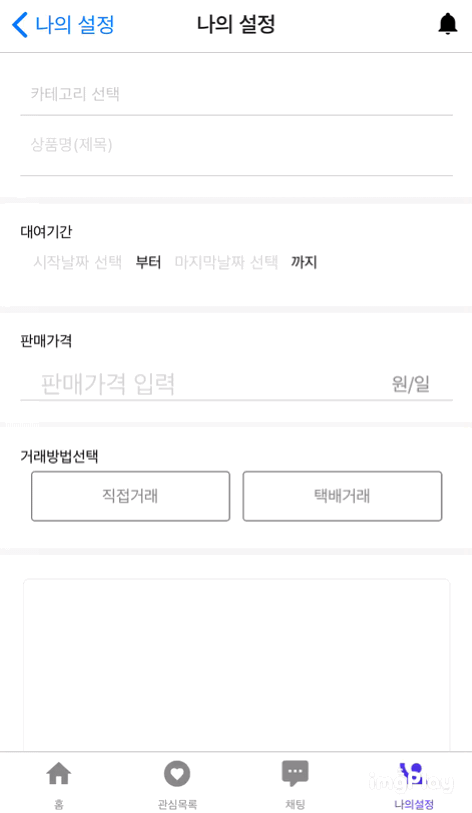 나의 설정
나의 설정
카테고리 선택
상품명(제목)
대여기간
시작날짜 선택 부터 마지막날짜 선택 까지
판매가격
판매가격 입력 원/일
거래방법선택
직접거래 택배거래
imgPlay
홈 관심목록 채팅 나의설정